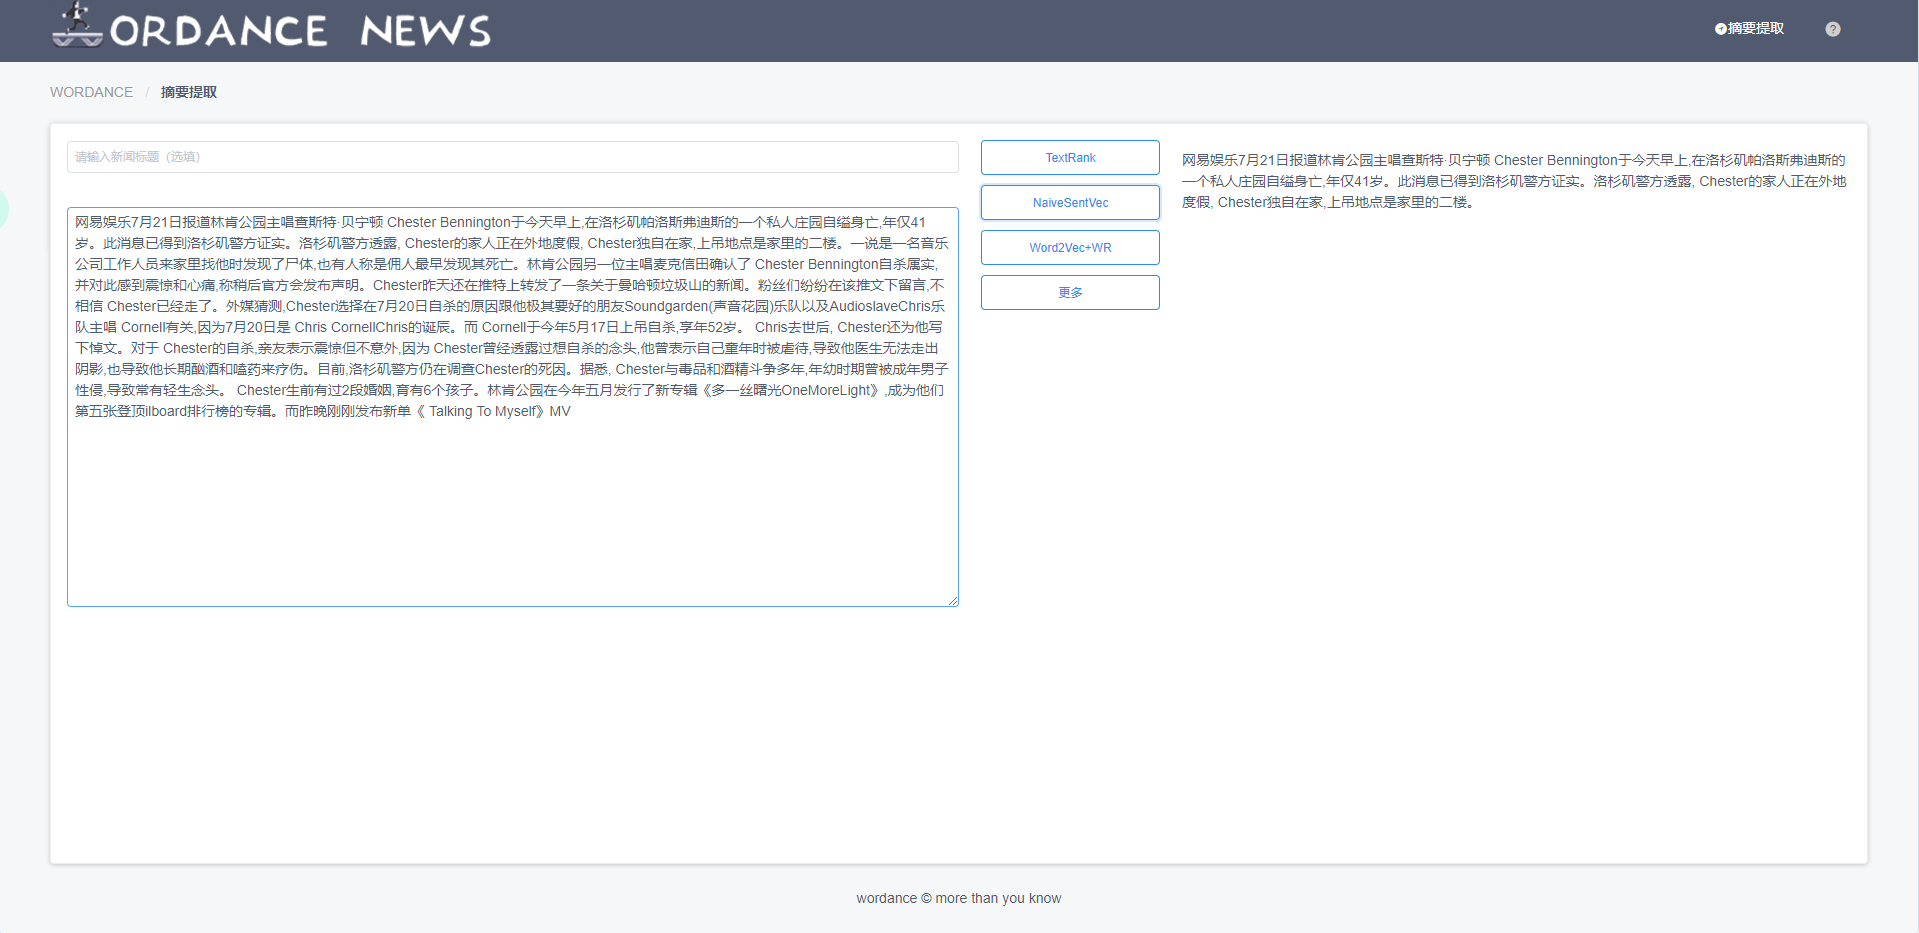 ORDANCE NEWS
摘要提取
?
WORDANCE / 摘要提取
请输入新闻标题（选填）
网易娱乐7月21日报道林肯公园主唱查斯特·贝宁顿 Chester Bennington于今天早上,在洛杉矶帕洛斯弗迪斯的一个私人庄园自缢身亡,年仅41
岁。此消息已得到洛杉矶警方证实。洛杉矶警方透露, Chester的家人正在外地度假, Chester独自在家,上吊地点是家里的二楼。一说是一名音乐
公司工作人员来家里找他时发现了尸体,也有人称是佣人最早发现其死亡。林肯公园另一位主唱麦克信田确认了 Chester Bennington自杀属实,
并对此感到震惊和心痛,称稍后官方会发布声明。Chester昨天还在推特上转发了一条关于曼哈顿垃圾山的新闻。粉丝们纷纷在该推文下留言,不
相信 Chester已经走了。外媒猜测,Chester选择在7月20日自杀的原因跟他极其要好的朋友Soundgarden(声音花园)乐队以及AudioslaveChris乐
队主唱 Cornell有关,因为7月20日是 Chris CornellChris的诞辰。而 Cornell于今年5月17日上吊自杀,享年52岁。 Chris去世后, Chester还为他写
下悼文。对于 Chester的自杀,亲友表示震惊但不意外,因为 Chester曾经透露过想自杀的念头,他曾表示自己童年时被虐待,导致他医生无法走出
阴影,也导致他长期酗酒和嗑药来疗伤。目前,洛杉矶警方仍在调查Chester的死因。据悉, Chester与毒品和酒精斗争多年,年幼时期曾被成年男子
性侵,导致常有轻生念头。 Chester生前有过2段婚姻,育有6个孩子。林肯公园在今年五月发行了新专辑《多一丝曙光OneMoreLight》,成为他们
第五张登顶ilboard排行榜的专辑。而昨晚刚刚发布新单《 Talking To Myself》MV
TextRank
NaiveSentVec
Word2Vec+WR
更多
网易娱乐7月21日报道林肯公园主唱查斯特·贝宁顿 Chester Bennington于今天早上,在洛杉矶帕洛斯弗迪斯的
一个私人庄园自缢身亡,年仅41岁。此消息已得到洛杉矶警方证实。洛杉矶警方透露, Chester的家人正在外地
度假, Chester独自在家,上吊地点是家里的二楼。
wordance © more than you know